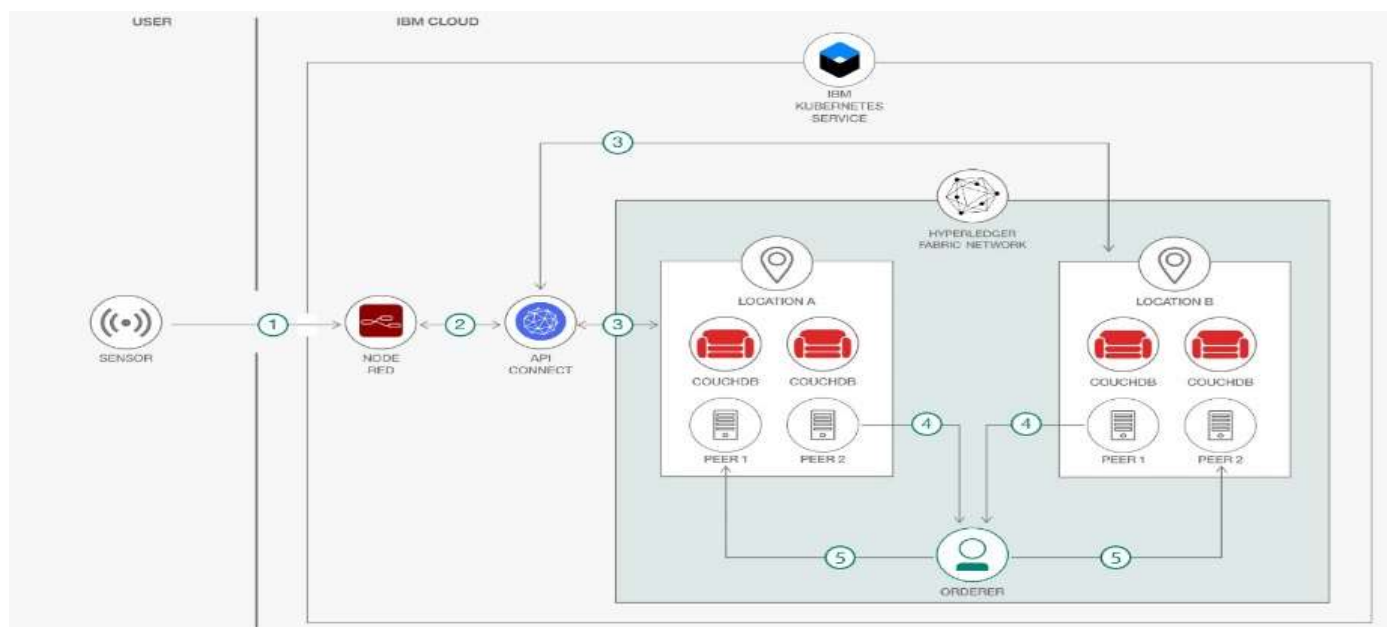 USER
IBM CLOUD
IBM
KUBERNETES
SERVICE
3
HYPERLEDGER
FABRIC NETWORK
LOCATION A
LOCATION B
1
2
3
SENSOR
NODE
RED
API
CONNECT
COUCHDB
COUCHDB
COUCHDB
COUCHDB
4
4
PEER 1
PEER 2
PEER 1
PEER 2
5
5
ORDERER